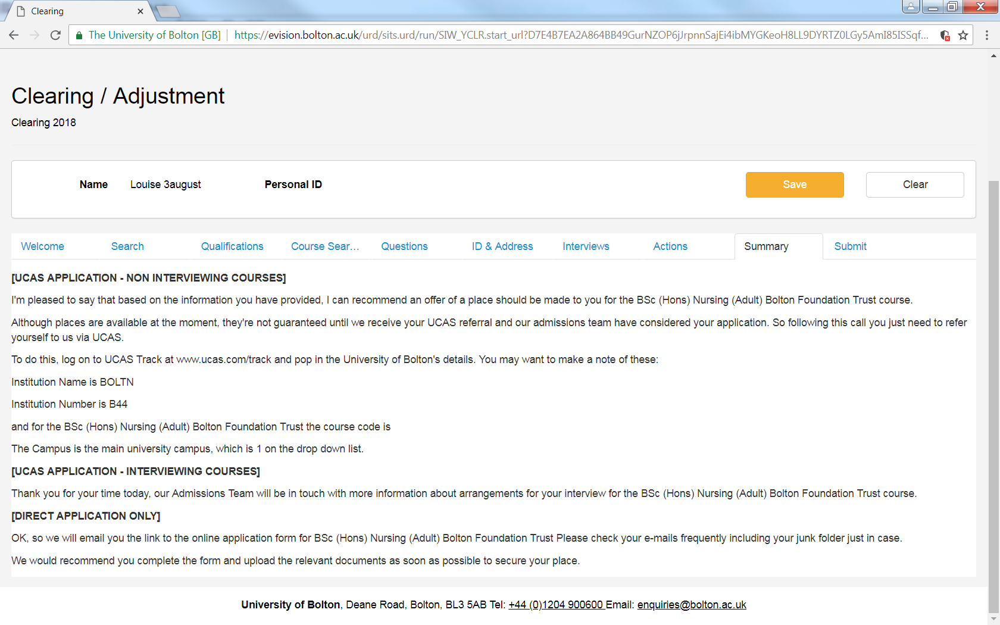 Clearing
The University of Bolton [GB] https://evision.bolton.ac.uk/urd/sits.urd/run/SIW_YCLR.start_url?D7E4B7EA2A864BB49GurNZOP6jJrpnnSajEi4ibMYGKeoH8LL9DYRTZ0LGy5AmI85ISSqf...
Clearing / Adjustment
Clearing 2018
Name Louise 3august Personal ID Save Clear
Welcome Search Qualifications Course Sear... Questions ID & Address Interviews Actions Summary Submit
[UCAS APPLICATION - NON INTERVIEWING COURSES]
I'm pleased to say that based on the information you have provided, I can recommend an offer of a place should be made to you for the BSc (Hons) Nursing (Adult) Bolton Foundation Trust course.
Although places are available at the moment, they're not guaranteed until we receive your UCAS referral and our admissions team have considered your application. So following this call you just need to refer
yourself to us via UCAS.
To do this, log on to UCAS Track at www.ucas.com/track and pop in the University of Bolton's details. You may want to make a note of these:
Institution Name is BOLTN
Institution Number is B44
and for the BSc (Hons) Nursing (Adult) Bolton Foundation Trust the course code is
The Campus is the main university campus, which is 1 on the drop down list.
[UCAS APPLICATION - INTERVIEWING COURSES]
Thank you for your time today, our Admissions Team will be in touch with more information about arrangements for your interview for the BSc (Hons) Nursing (Adult) Bolton Foundation Trust course.
[DIRECT APPLICATION ONLY]
OK, so we will email you the link to the online application form for BSc (Hons) Nursing (Adult) Bolton Foundation Trust Please check your e-mails frequently including your junk folder just in case.
We would recommend you complete the form and upload the relevant documents as soon as possible to secure your place.
University of Bolton, Deane Road, Bolton, BL3 5AB Tel: +44 (0)1204 900600 Email: enquiries@bolton.ac.uk